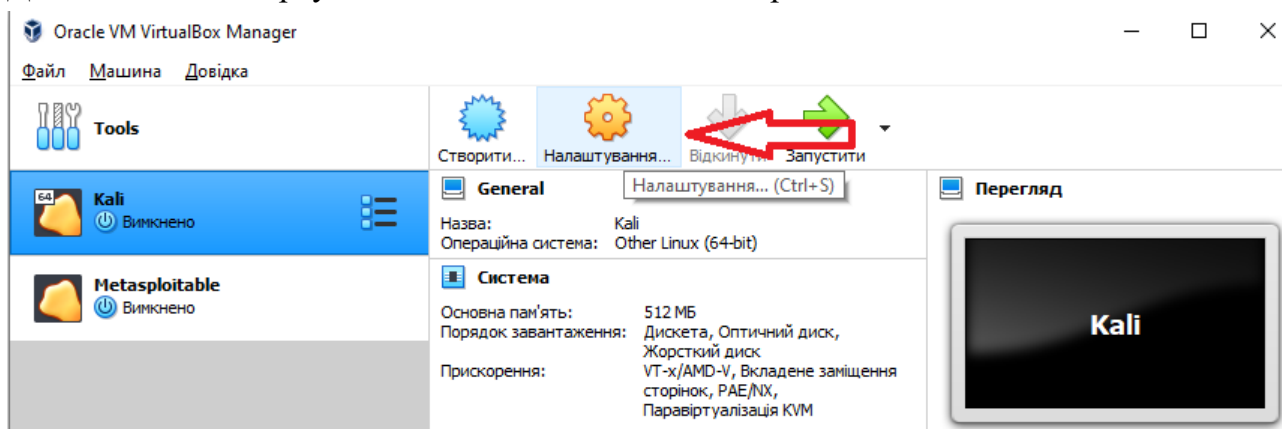 Oracle VM VirtualBox Manager
Файл Машина Довідка
Tools
Створити... Налаштування... Відкинути Запустити
Налаштування... (Ctrl+S)
64
Kali
Вимкнено
Metasploitable
Вимкнено
General
Назва: Kali
Операційна система: Other Linux (64-bit)
Система
Основна пам'ять: 512 МБ
Порядок завантаження: Дискета, Оптичний диск,
Жорсткий диск
Прискорення: VT-x/AMD-V, Вкладене заміщення
сторінок, PAE/NX,
Паравіртуалізація KVM
Перегляд
Kali